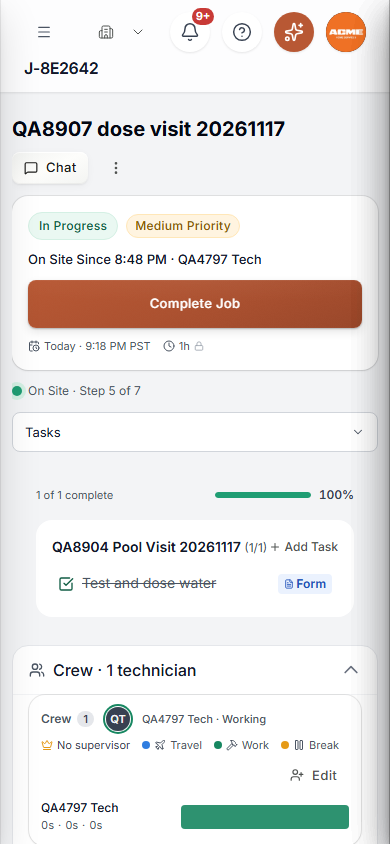 9+
ACME
J-8E2642
QA8907 dose visit 20261117
Chat
In Progress
Medium Priority
On Site Since 8:48 PM · QA4797 Tech
Complete Job
Today · 9:18 PM PST 1h
On Site · Step 5 of 7
Tasks
1 of 1 complete 100%
QA8904 Pool Visit 20261117 (1/1) + Add Task
Test and dose water Form
Crew · 1 technician
Crew 1 QT QA4797 Tech · Working
No supervisor Travel Work Break
Edit
QA4797 Tech
0s · 0s · 0s